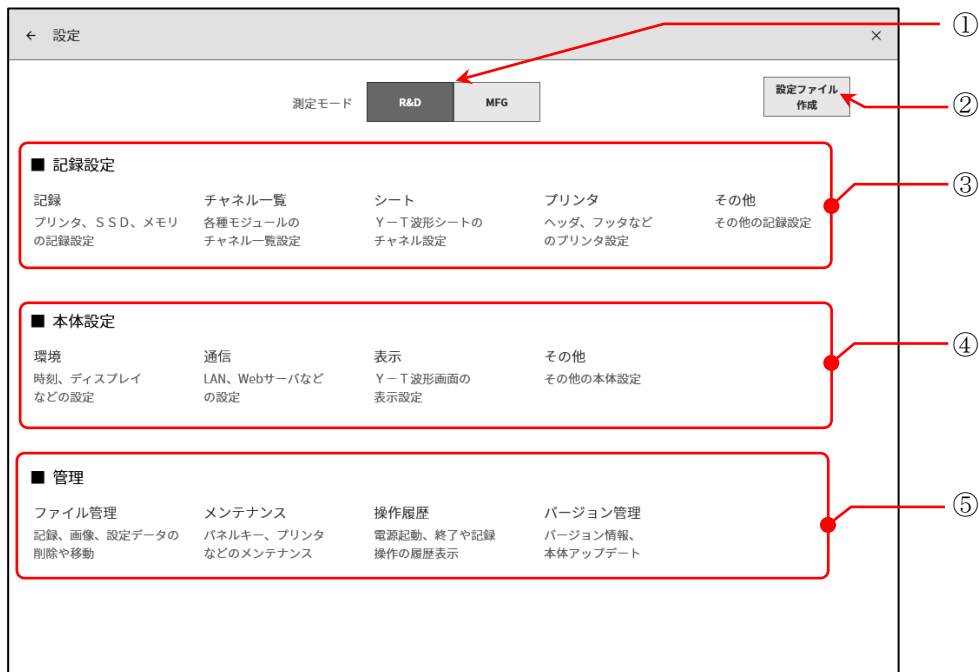 ← 設定 ×
①
測定モード R&D MFG
設定ファイル
作成
②
■ 記録設定
③
記録 チャネル一覧 シート プリンタ その他
プリンタ、ＳＳＤ、メモリ 各種モジュールの Ｙ－Ｔ波形シートの ヘッダ、フッタなど その他の記録設定
の記録設定 チャネル一覧設定 チャネル設定 のプリンタ設定
■ 本体設定
④
環境 通信 表示 その他
時刻、ディスプレイ LAN、Webサーバなど Ｙ－Ｔ波形画面の その他の本体設定
などの設定 の設定 表示設定
■ 管理
⑤
ファイル管理 メンテナンス 操作履歴 バージョン管理
記録、画像、設定データの パネルキー、プリンタ 電源起動、終了や記録 バージョン情報、
削除や移動 などのメンテナンス 操作の履歴表示 本体アップデート